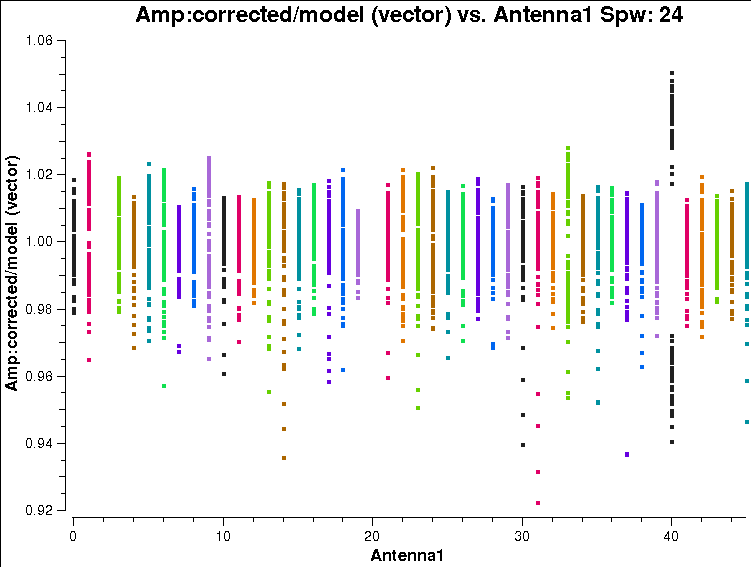 Amp:corrected/model (vector) vs. Antenna1 Spw: 24
1.06
1.04
1.02
1.00
0.98
0.96
0.94
0.92
Amp:corrected/model (vector)
0 10 20 30 40
Antenna1